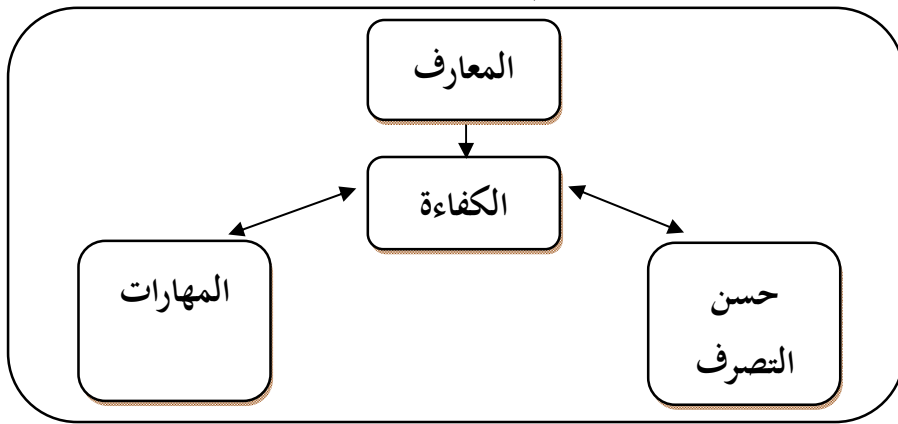 المعارف
الكفاءة
المهارات
حسن
التصرف